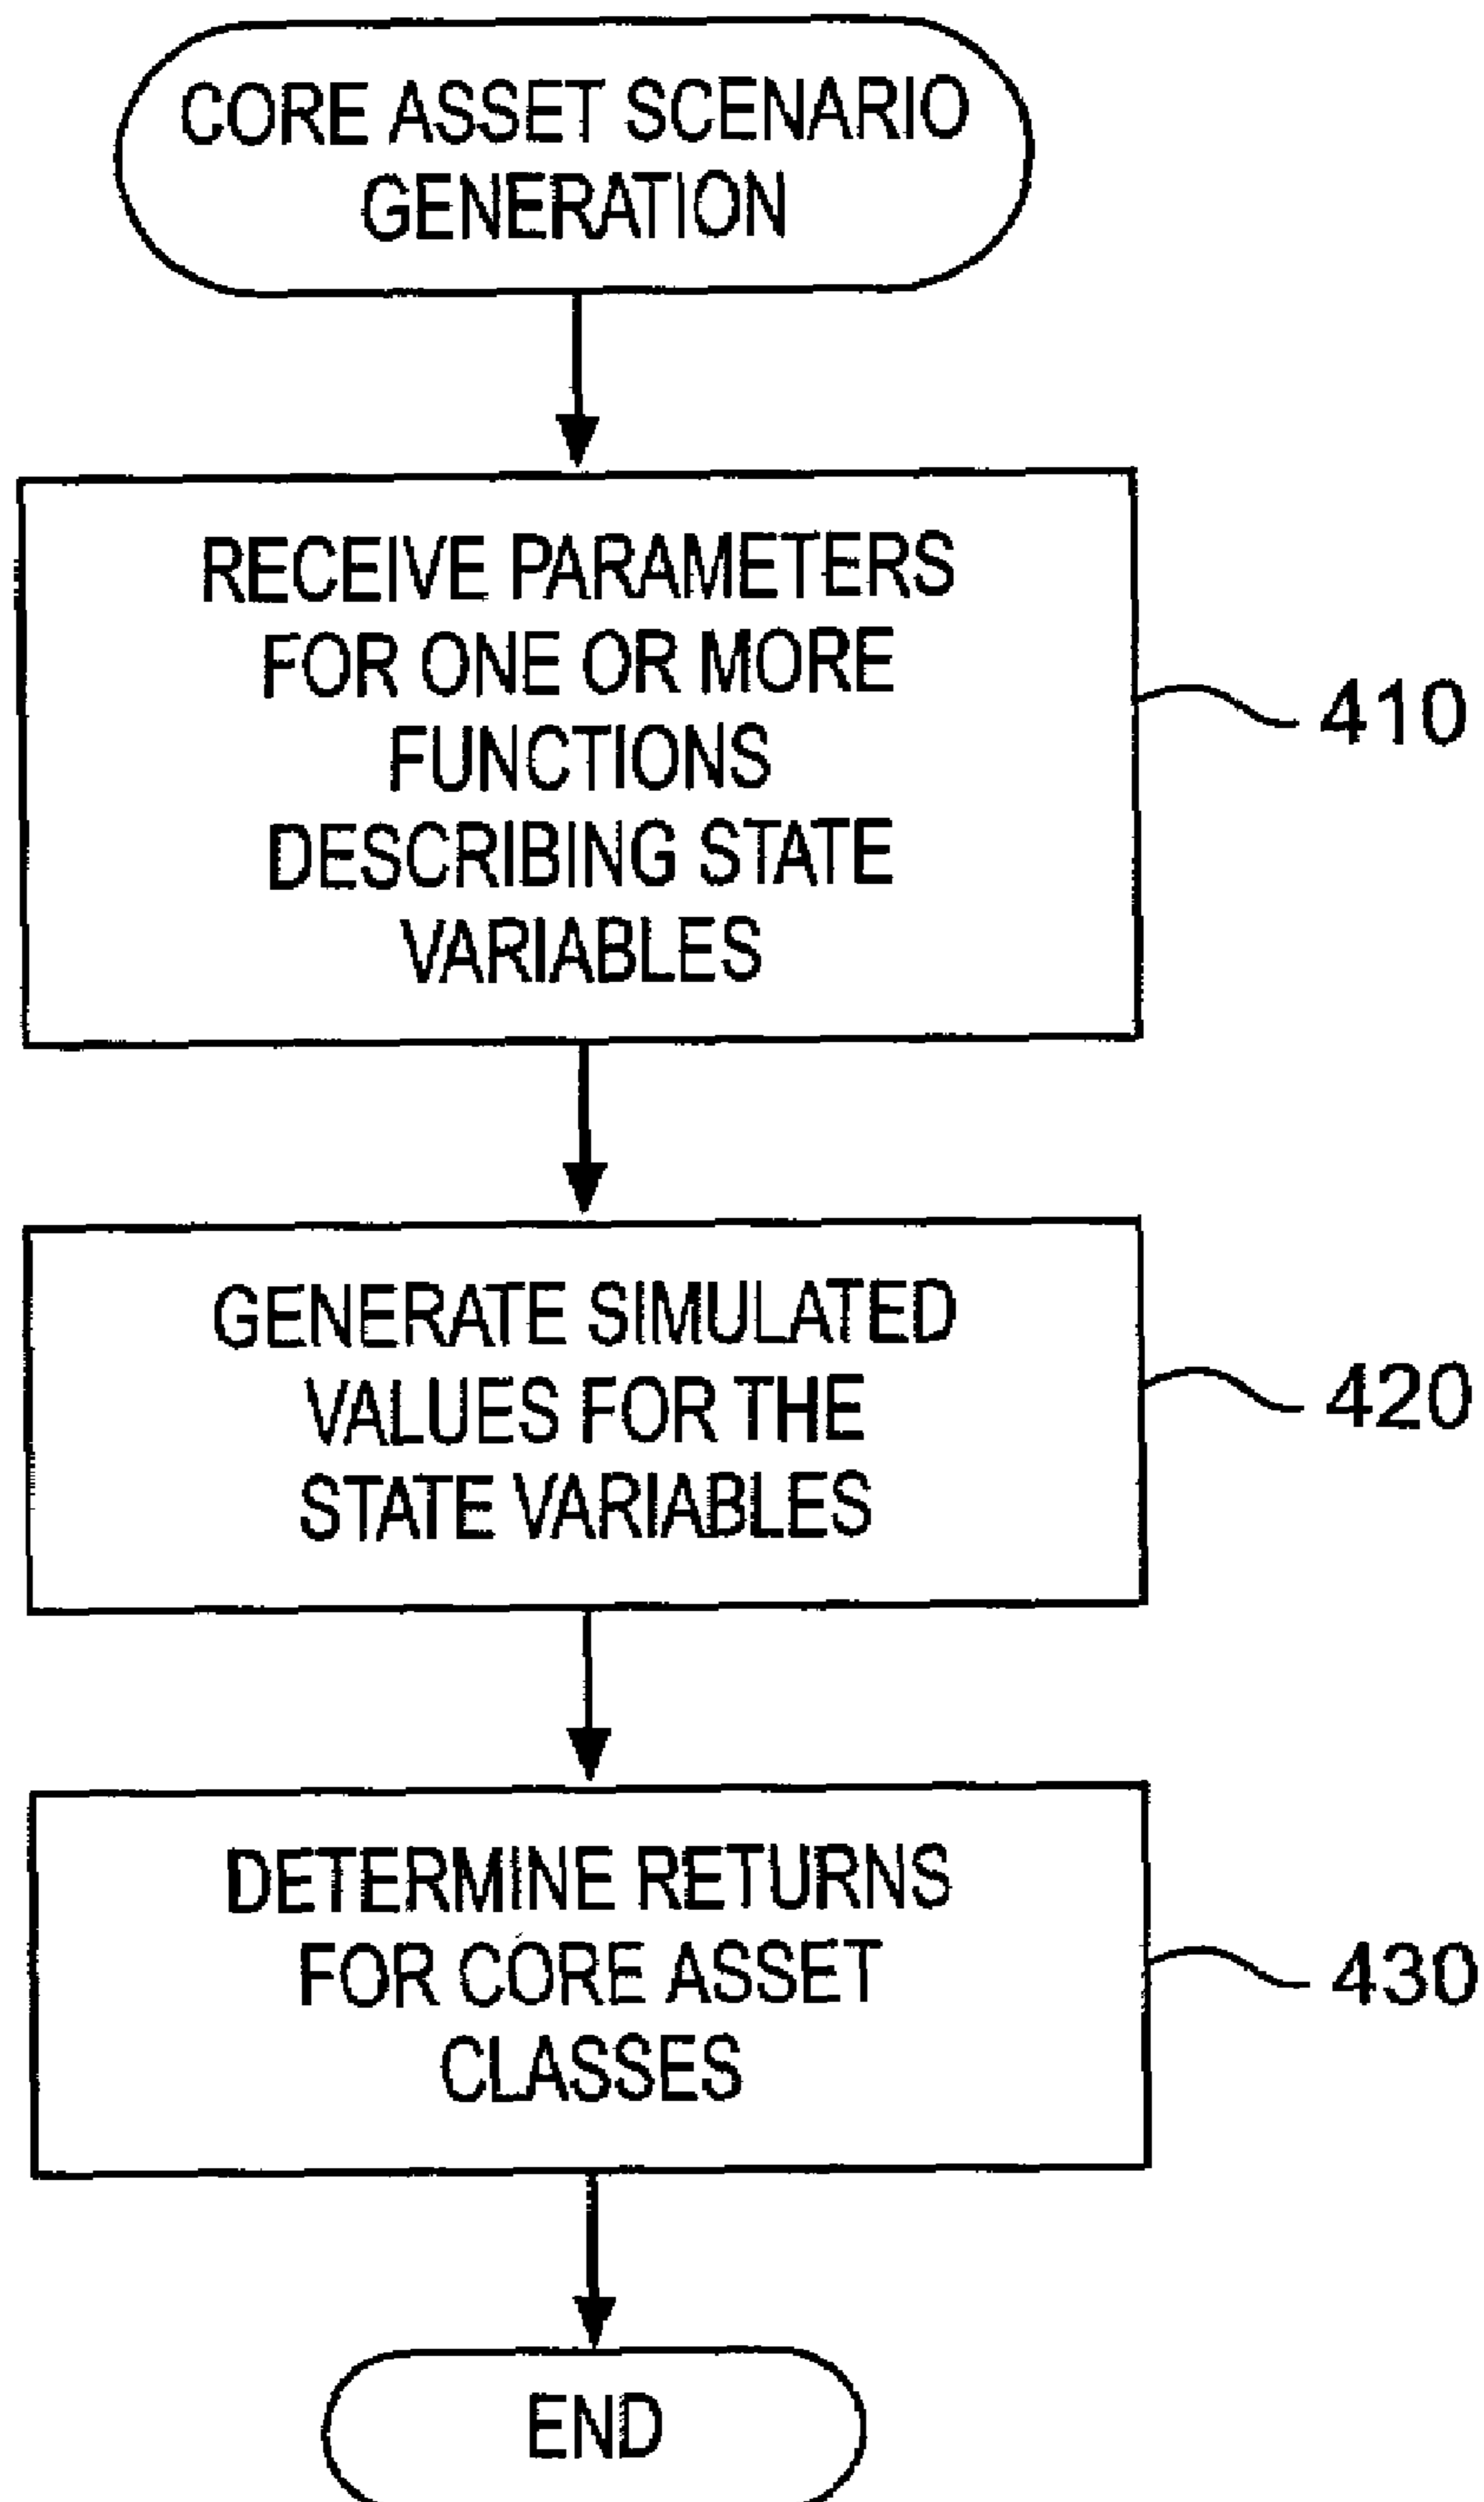 CORE ASSET SCENARIO
GENERATION
RECEIVE PARAMETERS
FOR ONE OR MORE
FUNCTIONS
DESCRIBING STATE
VARIABLES
410
GENERATE SIMULATED
VALUES FOR THE
STATE VARIABLES
420
DETERMINE RETURNS
FOR CORE ASSET
CLASSES
430
END